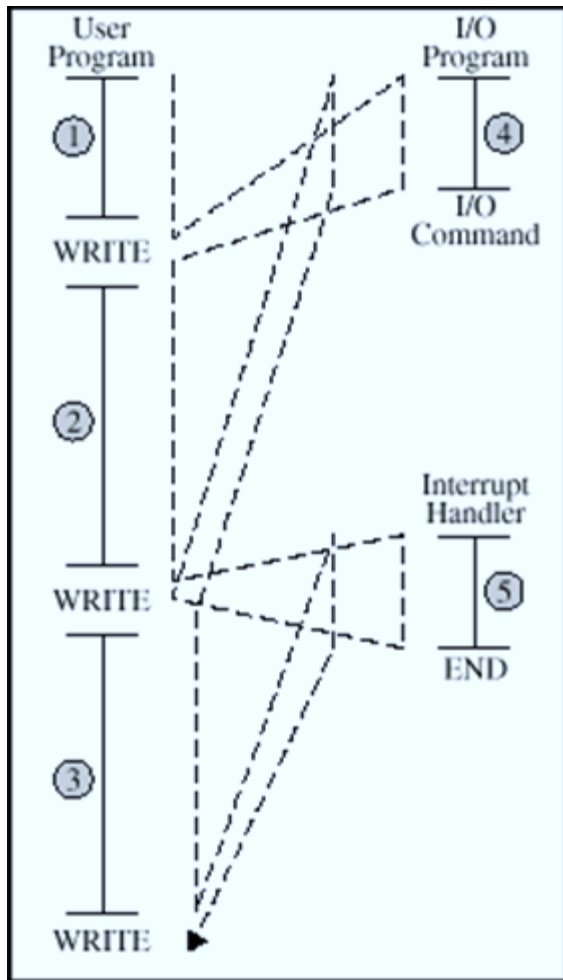 User
Program
I/O
Program
1
4
I/O
Command
WRITE
2
Interrupt
Handler
5
WRITE
END
3
WRITE